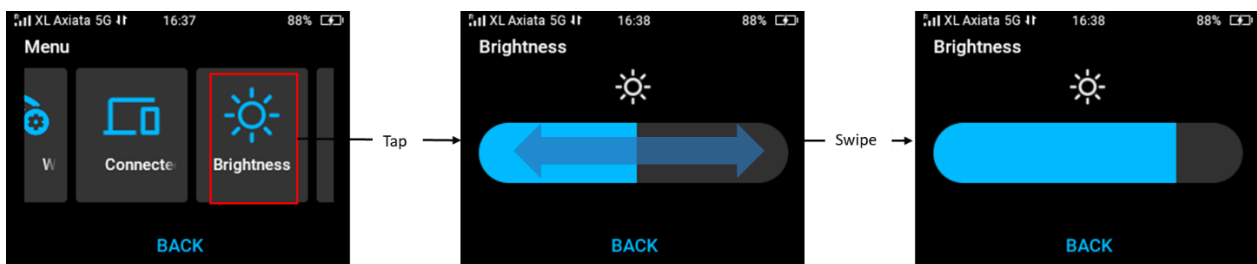 XL Axiata 5G 16:37 88%
Menu
W
Connecte
Brightness
BACK
Tap
XL Axiata 5G 16:38 88%
Brightness
BACK
Swipe
XL Axiata 5G 16:38 88%
Brightness
BACK